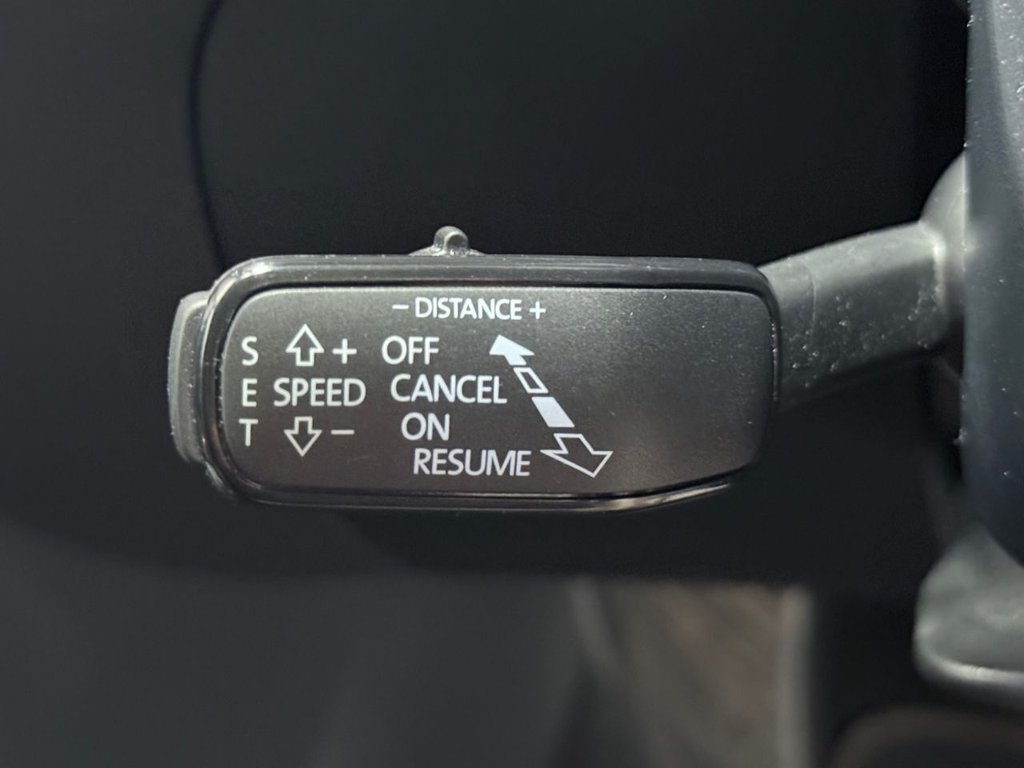 − DISTANCE +
S + OFF
E SPEED CANCEL
T − ON
RESUME